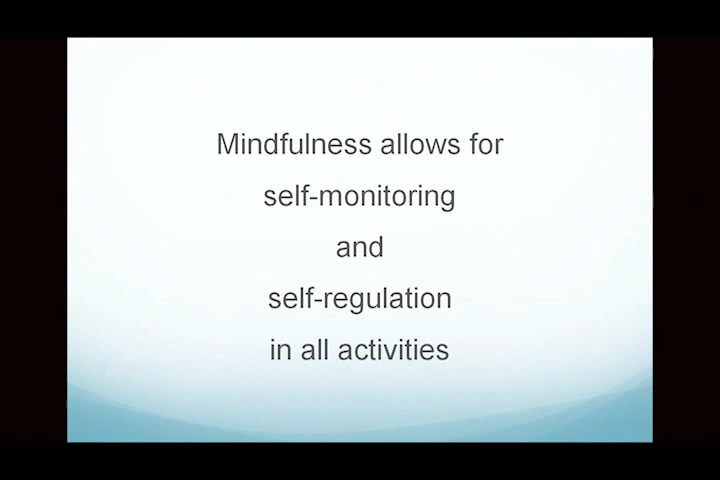 Mindfulness allows for
self-monitoring
and
self-regulation
in all activities